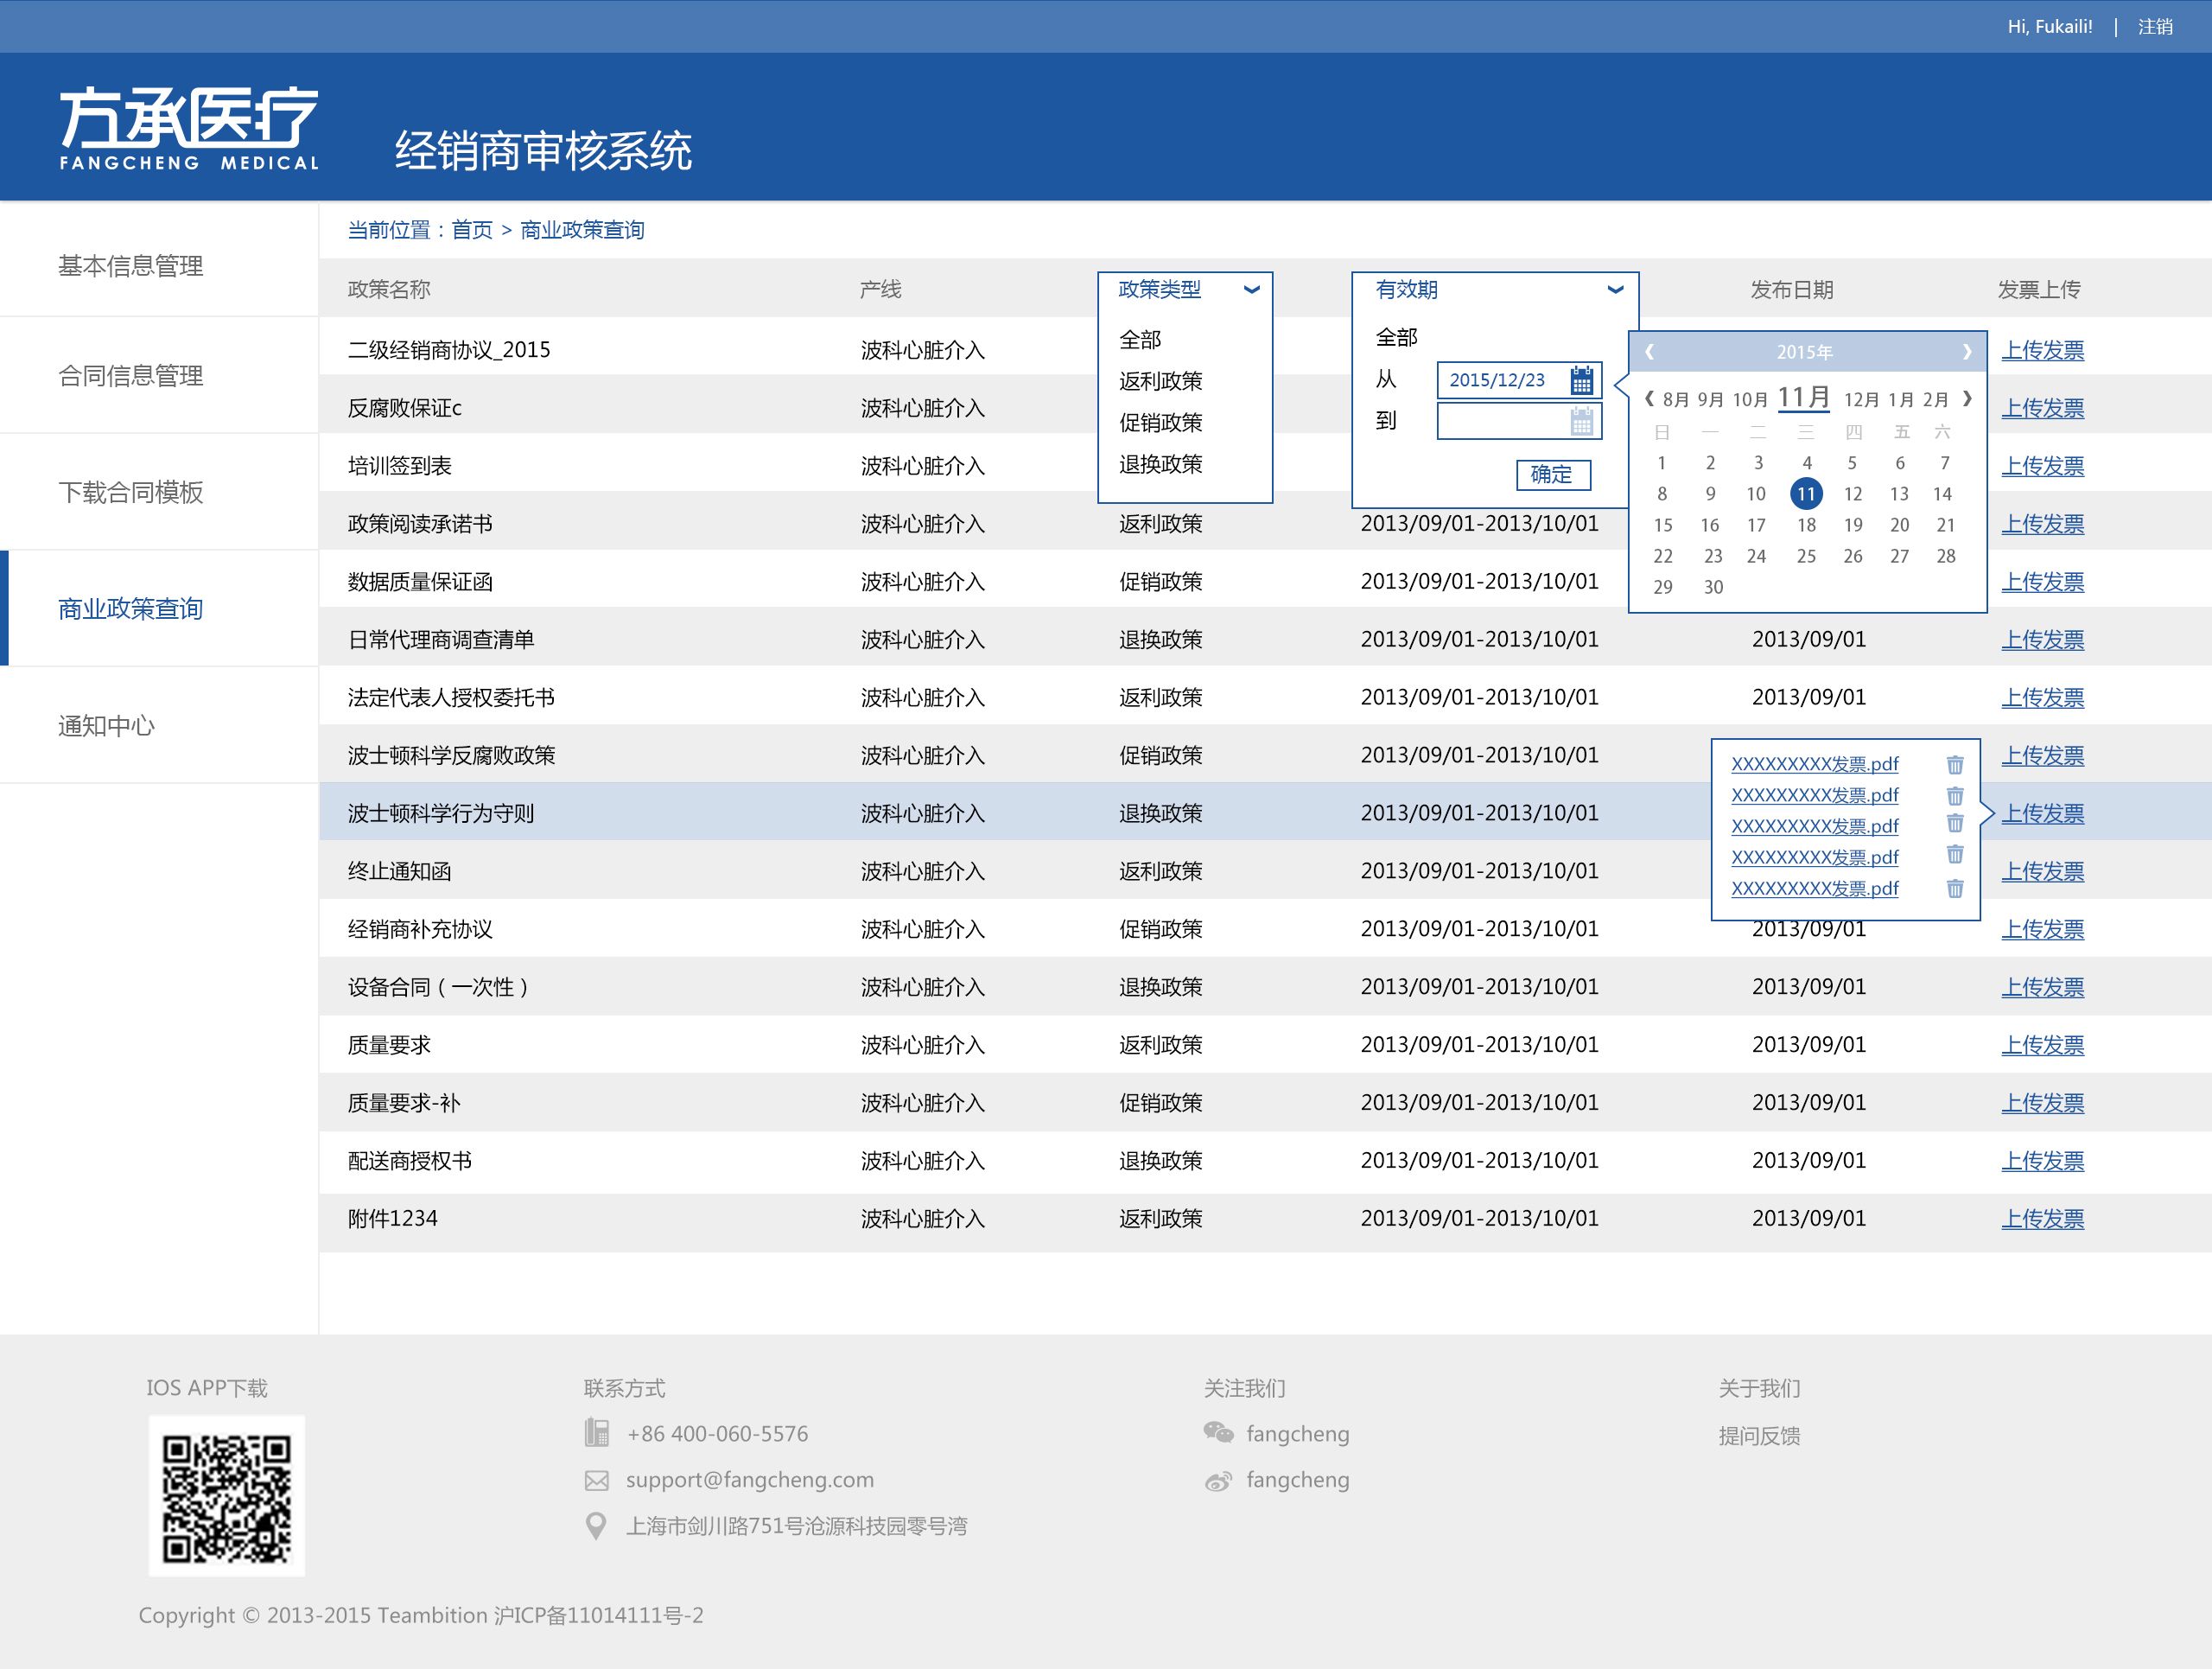 Hi, Fukaili! | 注销
方承医疗
FANGCHENG MEDICAL
经销商审核系统
基本信息管理
合同信息管理
下载合同模板
商业政策查询
通知中心
当前位置：首页 > 商业政策查询
政策名称 产线 政策类型 有效期 发布日期 发票上传
全部
返利政策
促销政策
退换政策
全部
从 2015/12/23
到
确定
2015年
8月 9月 10月 11月 12月 1月 2月
日 一 二 三 四 五 六
1 2 3 4 5 6 7
8 9 10 11 12 13 14
15 16 17 18 19 20 21
22 23 24 25 26 27 28
29 30
二级经销商协议_2015 波科心脏介入 上传发票
反腐败保证c 波科心脏介入 上传发票
培训签到表 波科心脏介入 上传发票
政策阅读承诺书 波科心脏介入 返利政策 2013/09/01-2013/10/01 上传发票
数据质量保证函 波科心脏介入 促销政策 2013/09/01-2013/10/01 上传发票
日常代理商调查清单 波科心脏介入 退换政策 2013/09/01-2013/10/01 2013/09/01 上传发票
法定代表人授权委托书 波科心脏介入 返利政策 2013/09/01-2013/10/01 2013/09/01 上传发票
波士顿科学反腐败政策 波科心脏介入 促销政策 2013/09/01-2013/10/01 上传发票
波士顿科学行为守则 波科心脏介入 退换政策 2013/09/01-2013/10/01 上传发票
终止通知函 波科心脏介入 返利政策 2013/09/01-2013/10/01 上传发票
XXXXXXXXX发票.pdf
XXXXXXXXX发票.pdf
XXXXXXXXX发票.pdf
XXXXXXXXX发票.pdf
XXXXXXXXX发票.pdf
经销商补充协议 波科心脏介入 促销政策 2013/09/01-2013/10/01 2013/09/01 上传发票
设备合同（一次性） 波科心脏介入 退换政策 2013/09/01-2013/10/01 2013/09/01 上传发票
质量要求 波科心脏介入 返利政策 2013/09/01-2013/10/01 2013/09/01 上传发票
质量要求-补 波科心脏介入 促销政策 2013/09/01-2013/10/01 2013/09/01 上传发票
配送商授权书 波科心脏介入 退换政策 2013/09/01-2013/10/01 2013/09/01 上传发票
附件1234 波科心脏介入 返利政策 2013/09/01-2013/10/01 2013/09/01 上传发票
IOS APP下载
联系方式
+86 400-060-5576
support@fangcheng.com
上海市剑川路751号沧源科技园零号湾
关注我们
fangcheng
fangcheng
关于我们
提问反馈
Copyright © 2013-2015 Teambition 沪ICP备11014111号-2